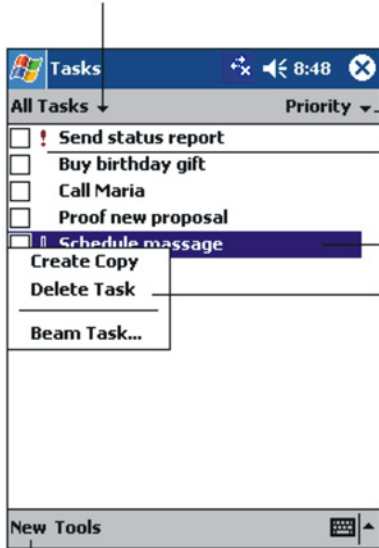 Tasks 8:48
All Tasks Priority
! Send status report
Buy birthday gift
Call Maria
Proof new proposal
Schedule massage
Create Copy
Delete Task
Beam Task...
New Tools